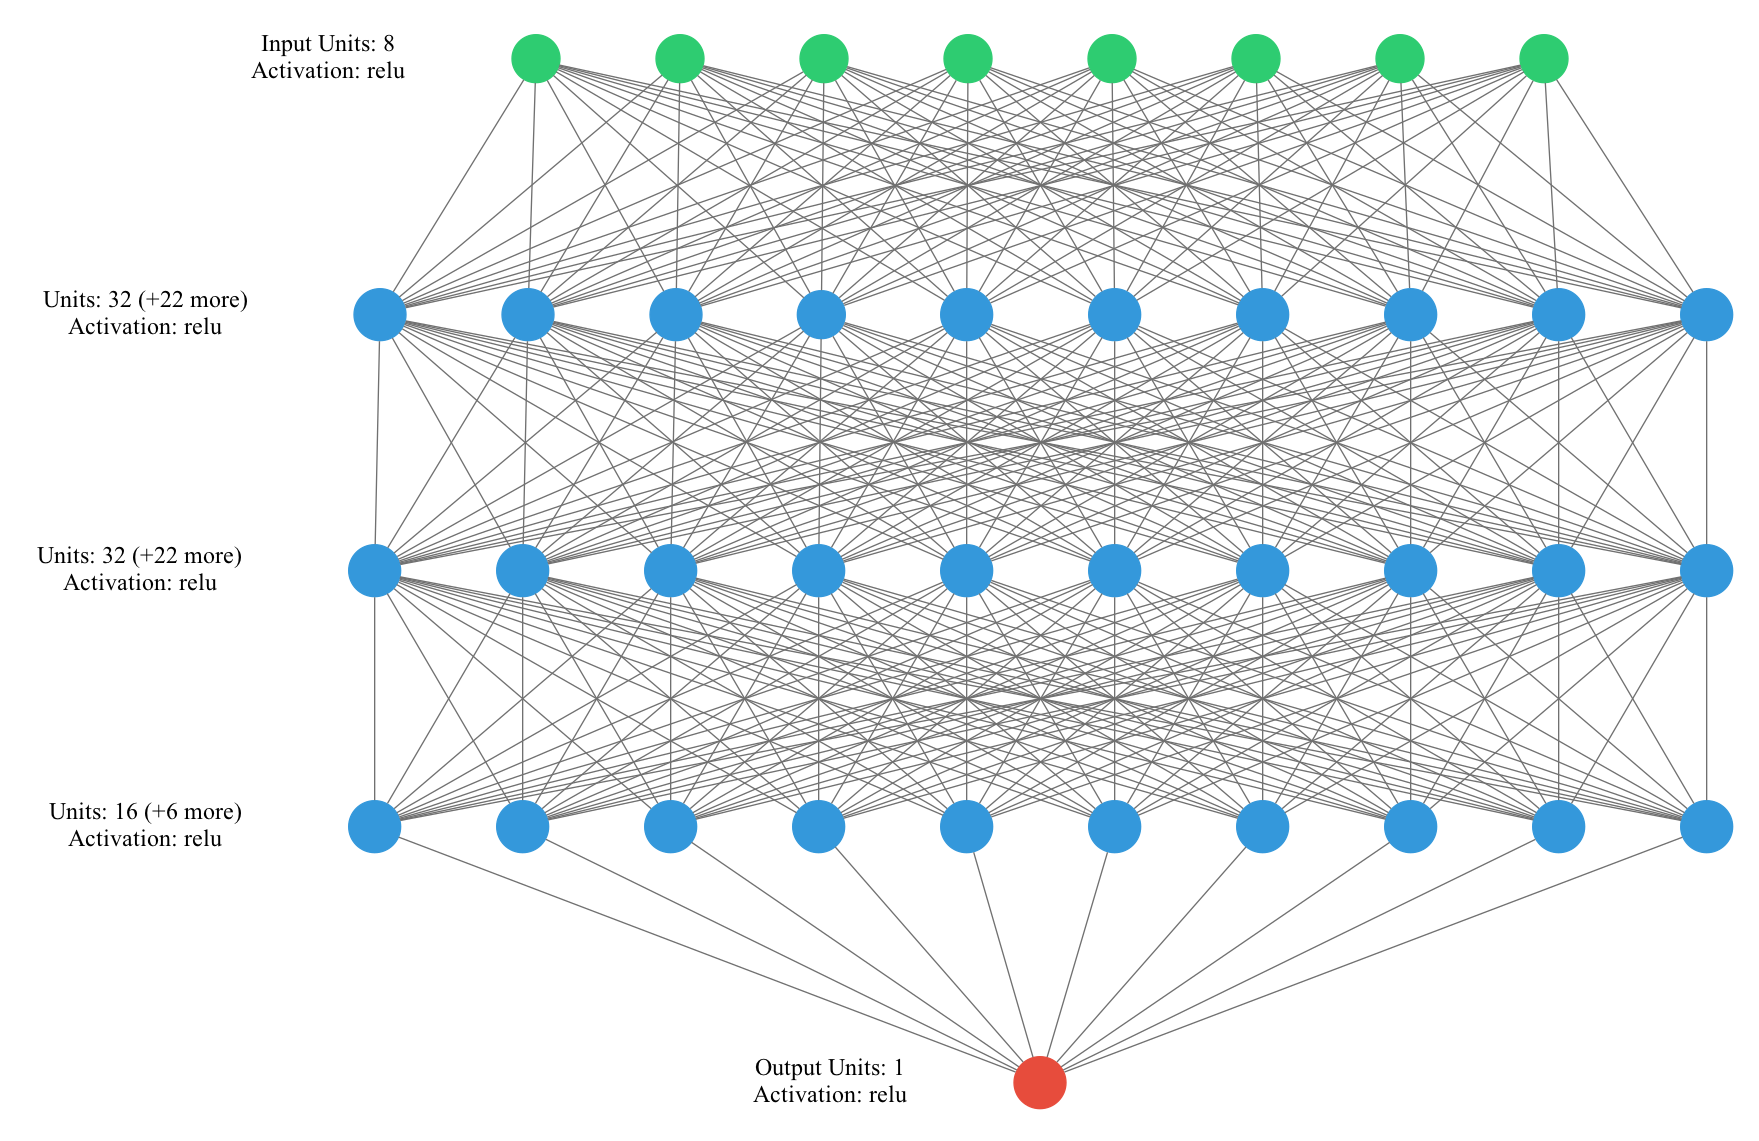 Input Units: 8
Activation: relu
Units: 32 (+22 more)
Activation: relu
Units: 32 (+22 more)
Activation: relu
Units: 16 (+6 more)
Activation: relu
Output Units: 1
Activation: relu